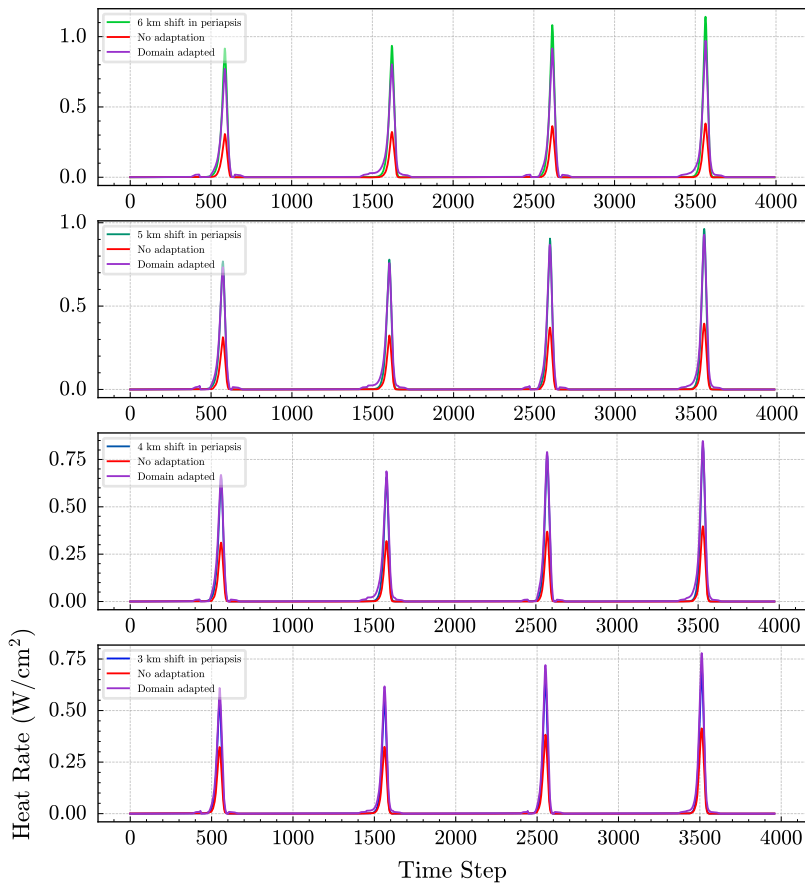 6 km shift in periapsis
No adaptation
Domain adapted
1.0
0.5
0.0
0 500 1000 1500 2000 2500 3000 3500 4000
5 km shift in periapsis
No adaptation
Domain adapted
1.0
0.5
0.0
0 500 1000 1500 2000 2500 3000 3500 4000
4 km shift in periapsis
No adaptation
Domain adapted
0.75
0.50
0.25
0.00
0 500 1000 1500 2000 2500 3000 3500 4000
3 km shift in periapsis
No adaptation
Domain adapted
0.75
0.50
0.25
0.00
0 500 1000 1500 2000 2500 3000 3500 4000
Heat Rate (W/cm²)
Time Step